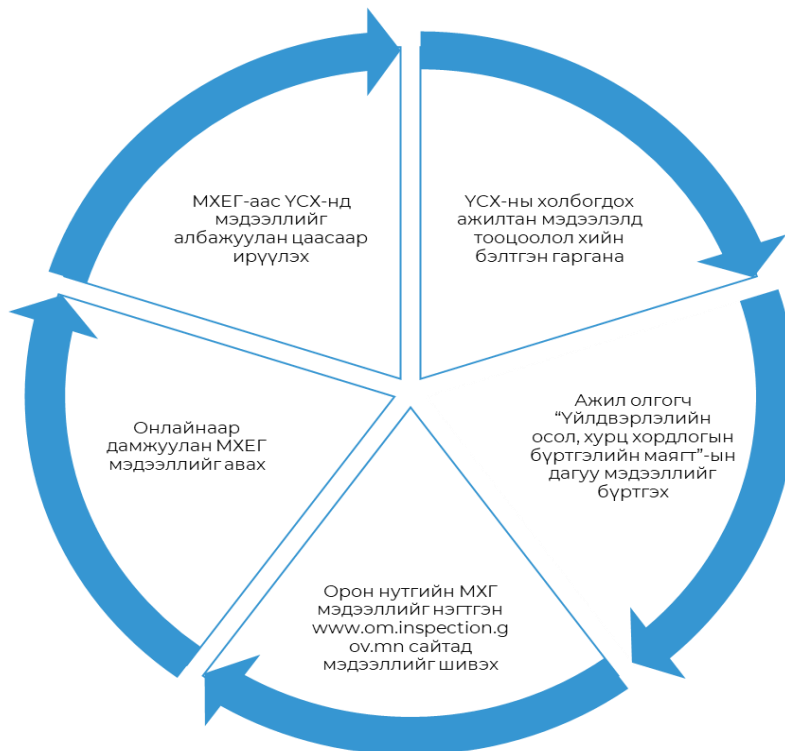 МХЕГ-аас ҮСХ-нд
мэдээллийг
албажуулан цаасаар
ирүүлэх
ҮСХ-ны холбогдох
ажилтан мэдээлэлд
тооцоолол хийн
бэлтгэн гаргана
Ажил олгогч
“Үйлдвэрлэлийн
осол, хурц хордлогын
бүртгэлийн маягт”-ын
дагуу мэдээллийг
бүртгэх
Орон нутгийн МХГ
мэдээллийг нэгтгэн
www.om.inspection.g
ov.mn сайтад
мэдээллийг шивэх
Онлайнаар
дамжуулан МХЕГ
мэдээллийг авах